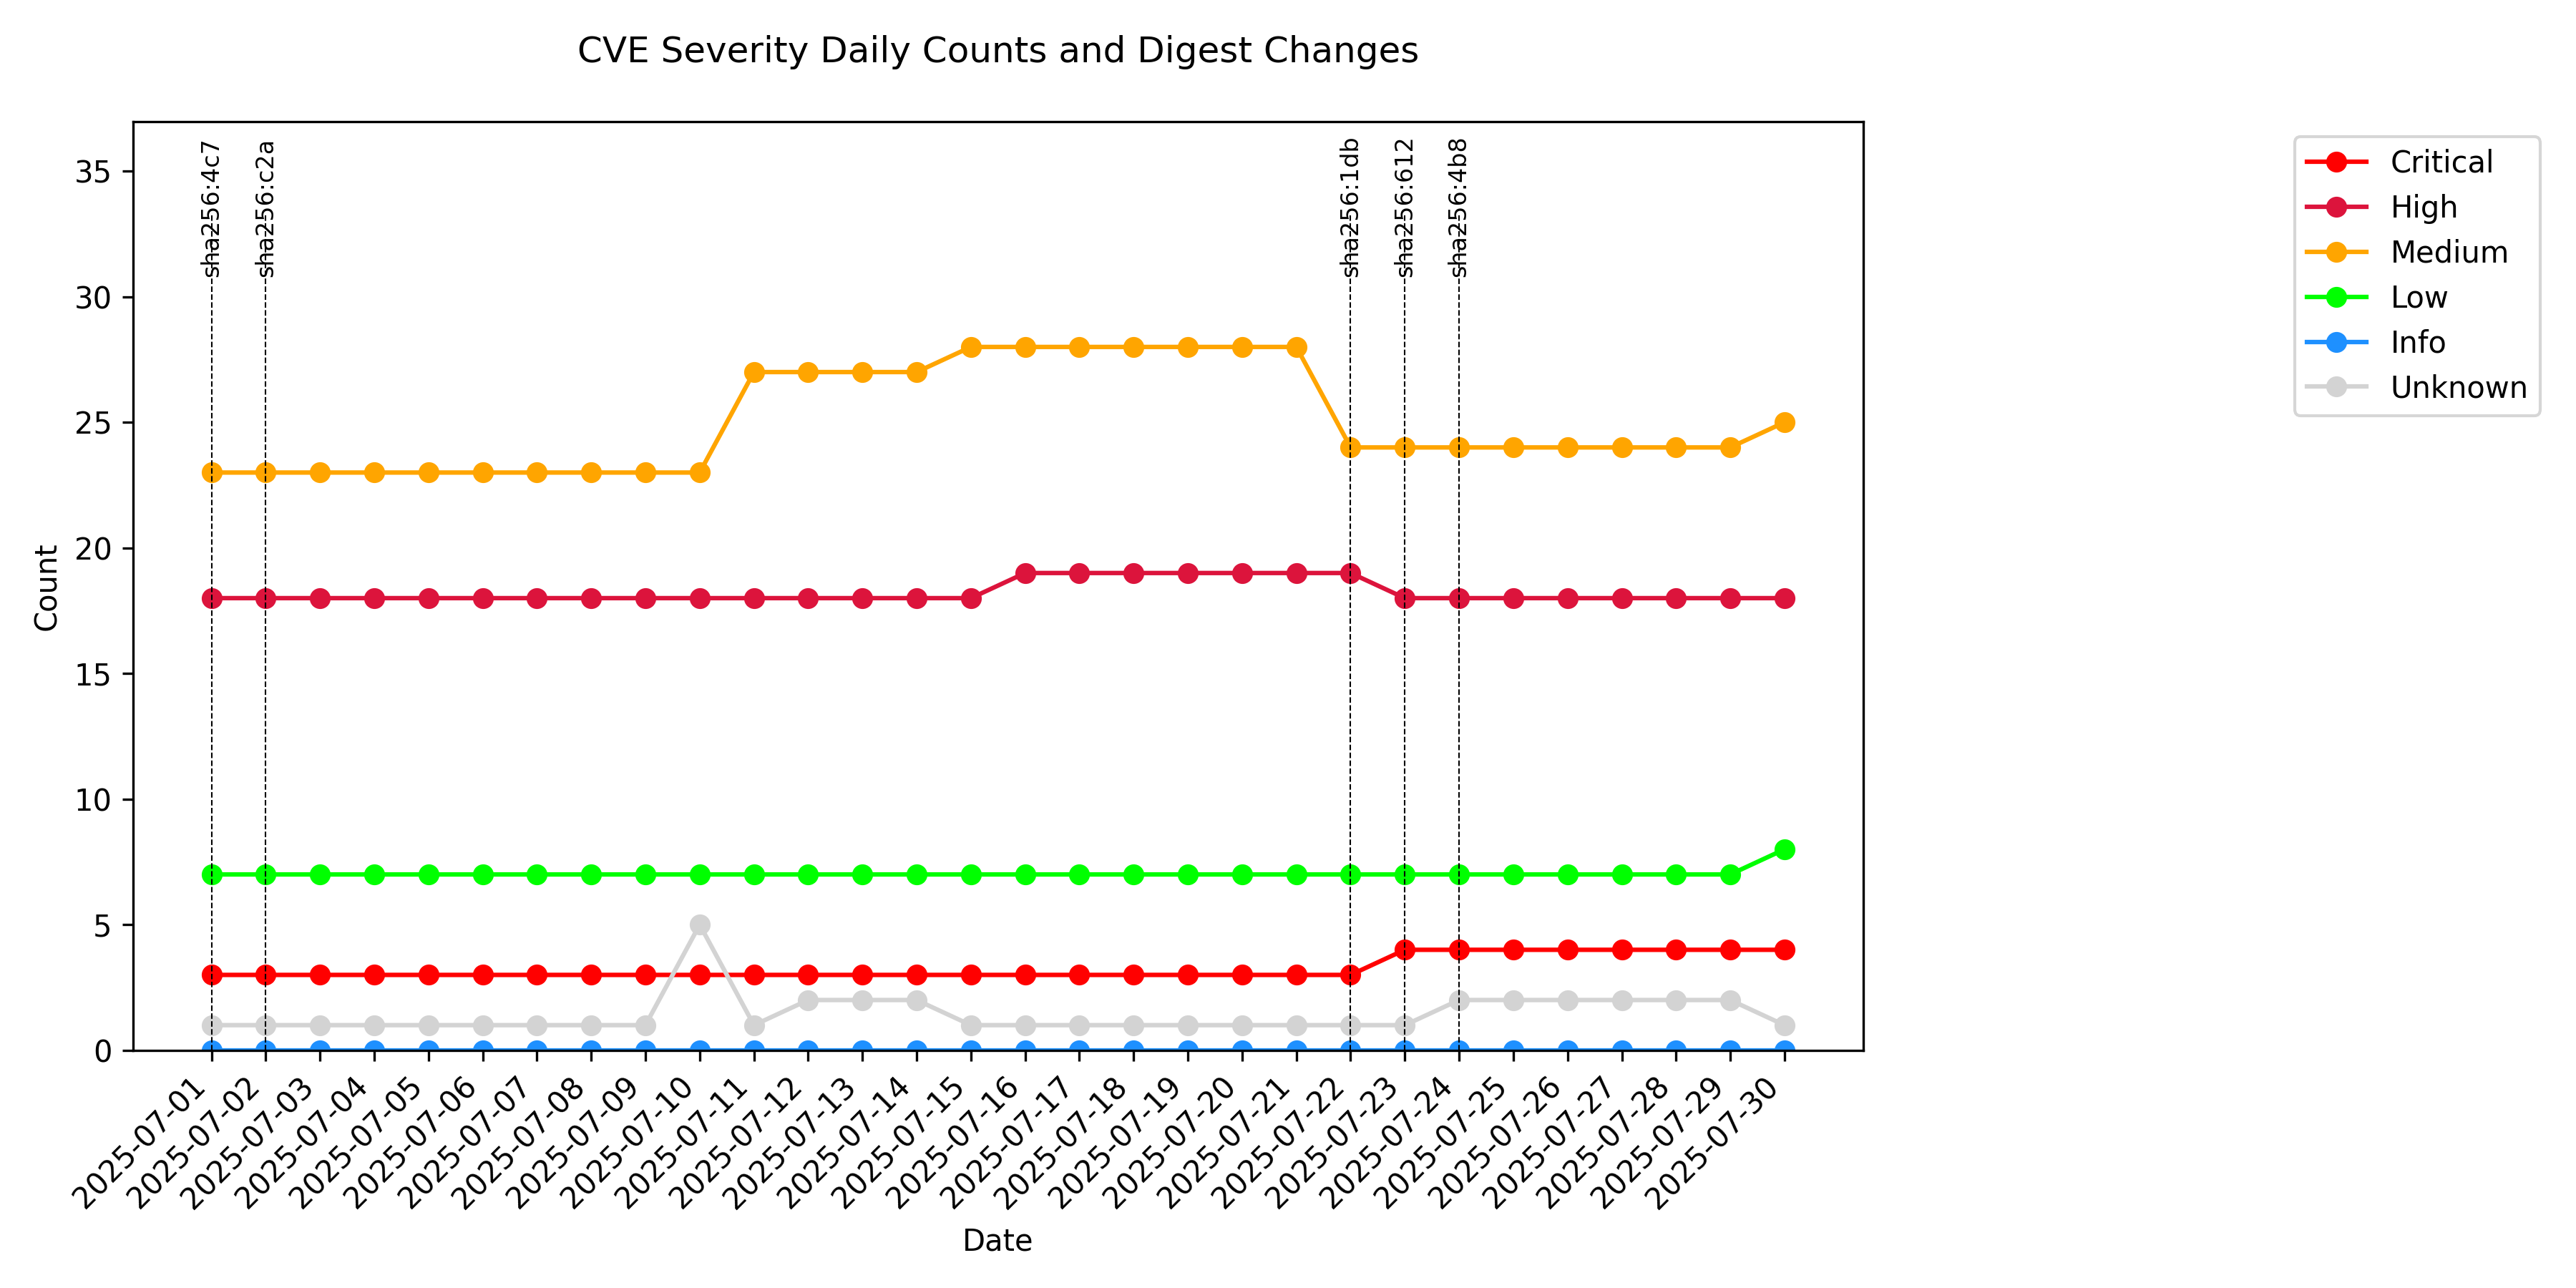 CVE Severity Daily Counts and Digest Changes
sha256:4c7
sha256:c2a
sha256:1db
sha256:612
sha256:4b8
Critical
High
Medium
Low
Info
Unknown
Count
35
30
25
20
15
10
5
0
2025-07-01
2025-07-02
2025-07-03
2025-07-04
2025-07-05
2025-07-06
2025-07-07
2025-07-08
2025-07-09
2025-07-10
2025-07-11
2025-07-12
2025-07-13
2025-07-14
2025-07-15
2025-07-16
2025-07-17
2025-07-18
2025-07-19
2025-07-20
2025-07-21
2025-07-22
2025-07-23
2025-07-24
2025-07-25
2025-07-26
2025-07-27
2025-07-28
2025-07-29
2025-07-30
Date